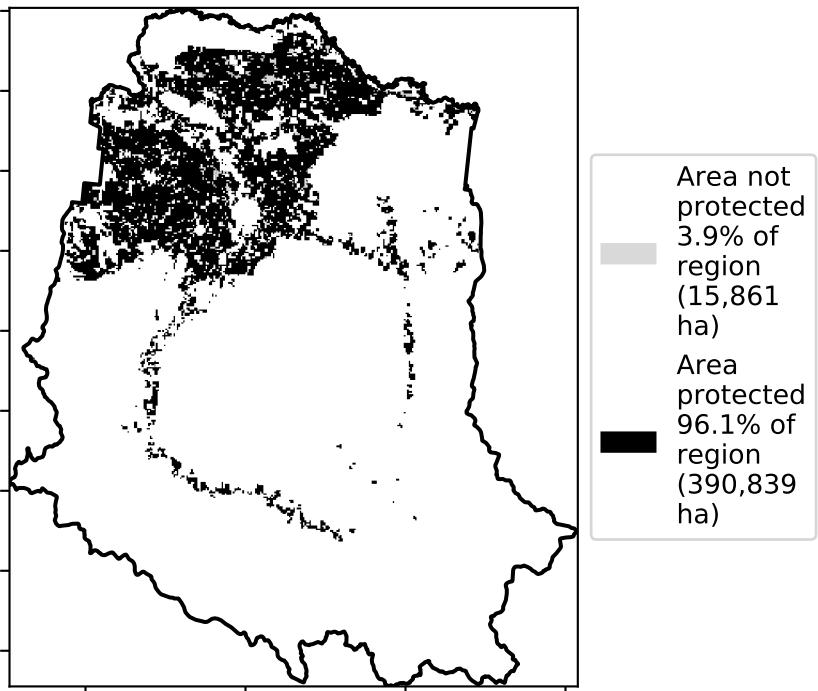 Area not
protected
3.9% of
region
(15,861
ha)
Area
protected
96.1% of
region
(390,839
ha)